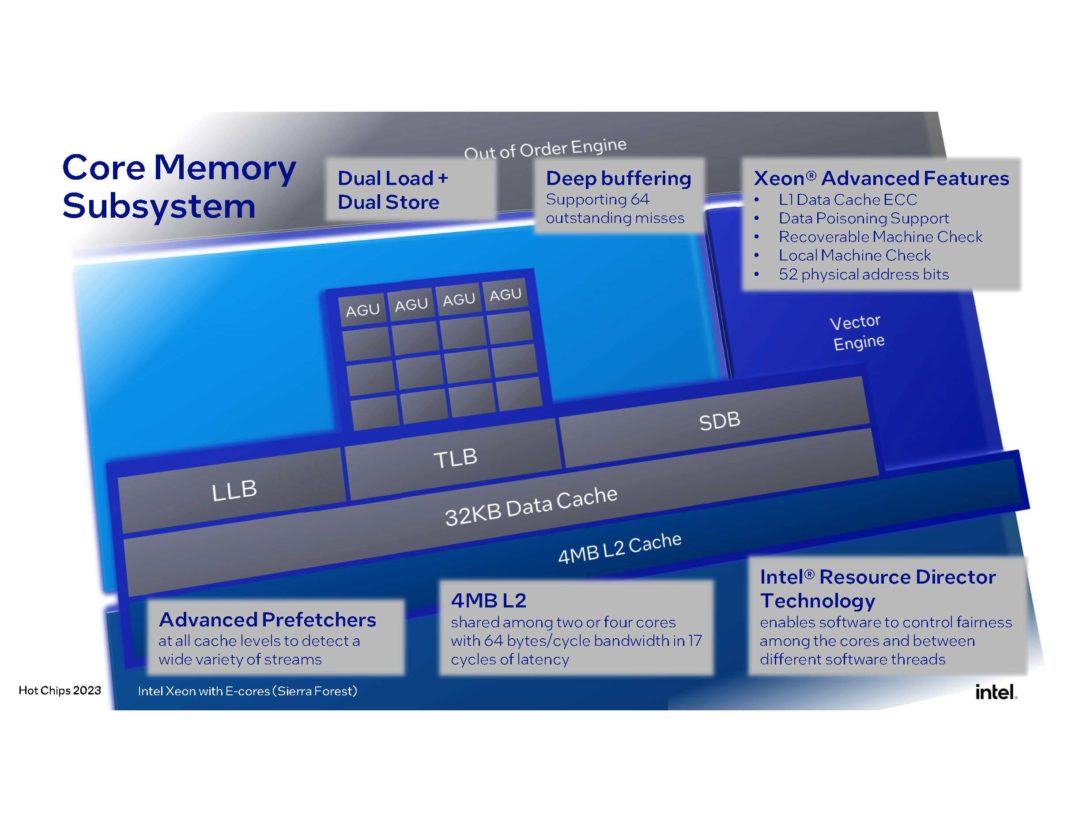 Out of Order Engine
Core Memory
Subsystem
Dual Load +
Dual Store
Deep buffering
Supporting 64
outstanding misses
Xeon® Advanced Features
• L1 Data Cache ECC
• Data Poisoning Support
• Recoverable Machine Check
• Local Machine Check
• 52 physical address bits
AGU AGU AGU AGU
Vector
Engine
LLB TLB SDB
32KB Data Cache
4MB L2 Cache
Advanced Prefetchers
at all cache levels to detect a
wide variety of streams
4MB L2
shared among two or four cores
with 64 bytes/cycle bandwidth in 17
cycles of latency
Intel® Resource Director
Technology
enables software to control fairness
among the cores and between
different software threads
Hot Chips 2023
Intel Xeon with E-cores (Sierra Forest)
intel.